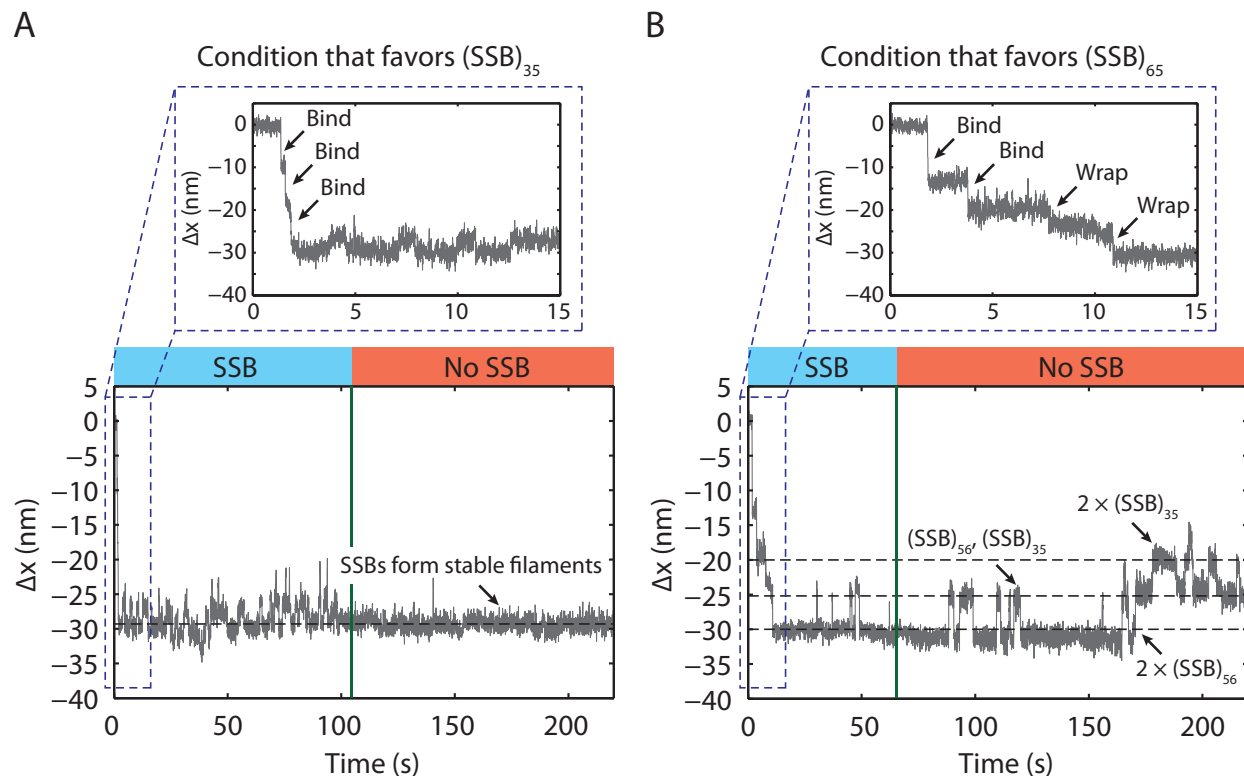 A
Condition that favors (SSB)35
0
−10
−20
−30
−40
Δx (nm)
Bind
Bind
Bind
0 5 10 15
SSB No SSB
5
0
−5
−10
−15
−20
−25
−30
−35
−40
Δx (nm)
SSBs form stable filaments
0 50 100 150 200
Time (s)
B
Condition that favors (SSB)65
0
−10
−20
−30
−40
Δx (nm)
Bind
Bind
Wrap
Wrap
0 5 10 15
SSB No SSB
5
0
−5
−10
−15
−20
−25
−30
−35
−40
Δx (nm)
2 × (SSB)35
(SSB)56, (SSB)35
2 × (SSB)56
0 50 100 150 200
Time (s)